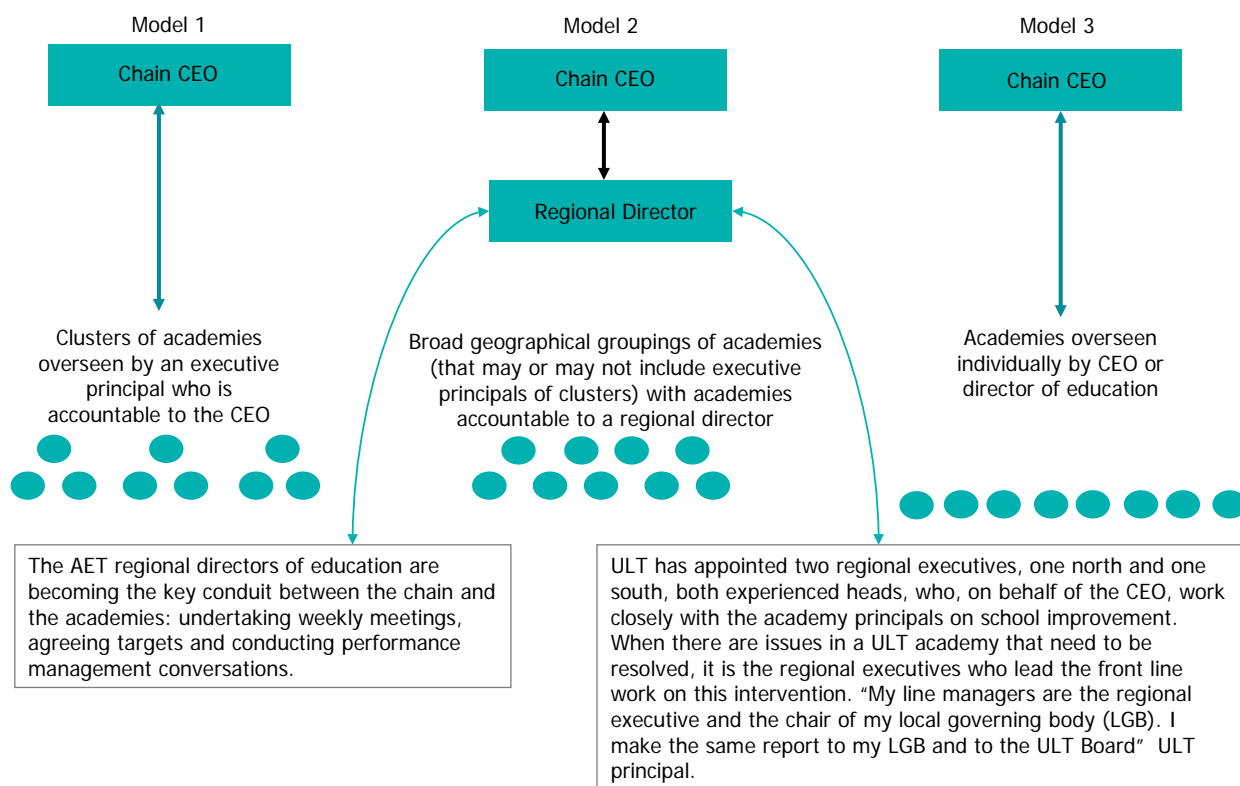 Model 1
Chain CEO
Clusters of academies
overseen by an executive
principal who is
accountable to the CEO
Model 2
Chain CEO
Regional Director
Broad geographical groupings of academies
(that may or may not include executive
principals of clusters) with academies
accountable to a regional director
Model 3
Chain CEO
Academies overseen
individually by CEO or
director of education
The AET regional directors of education are
becoming the key conduit between the chain and
the academies: undertaking weekly meetings,
agreeing targets and conducting performance
management conversations.
ULT has appointed two regional executives, one north and one
south, both experienced heads, who, on behalf of the CEO, work
closely with the academy principals on school improvement.
When there are issues in a ULT academy that need to be
resolved, it is the regional executives who lead the front line
work on this intervention. “My line managers are the regional
executive and the chair of my local governing body (LGB). I
make the same report to my LGB and to the ULT Board” ULT
principal.